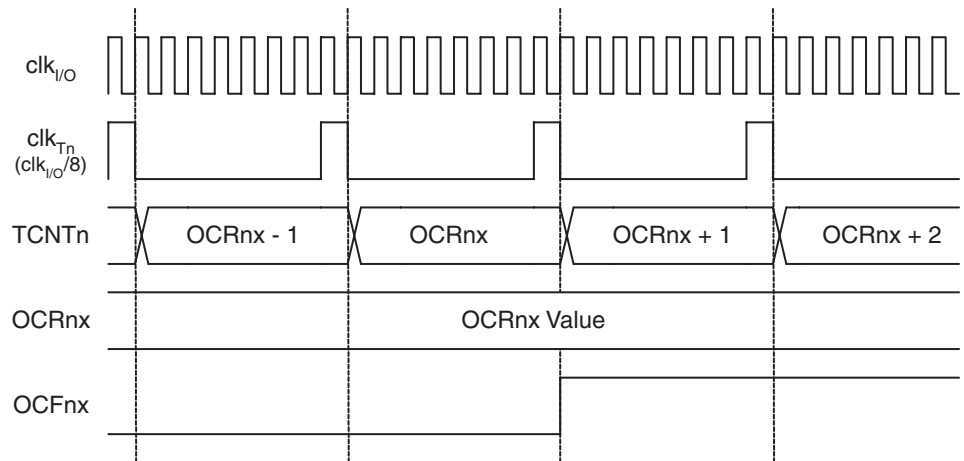 clkI/O
clkTn
(clkI/O/8)
TCNTn
OCRnx - 1
OCRnx
OCRnx + 1
OCRnx + 2
OCRnx
OCRnx Value
OCFnx